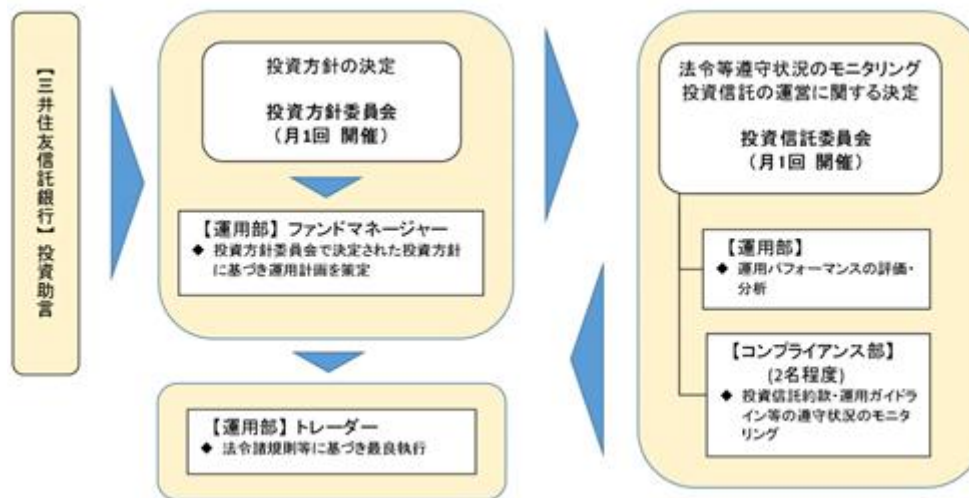 【三井住友信託銀行】投資助言
投資方針の決定
投資方針委員会
（月1回 開催）
【運用部】ファンドマネージャー
◆ 投資方針委員会で決定された投資方針
に基づき運用計画を策定
【運用部】トレーダー
◆ 法令諸規則等に基づき最良執行
法令等遵守状況のモニタリング
投資信託の運営に関する決定
投資信託委員会
（月1回 開催）
【運用部】
◆ 運用パフォーマンスの評価・
分析
【コンプライアンス部】
(2名程度)
◆ 投資信託約款・運用ガイドラ
イン等の遵守状況のモニタ
リング